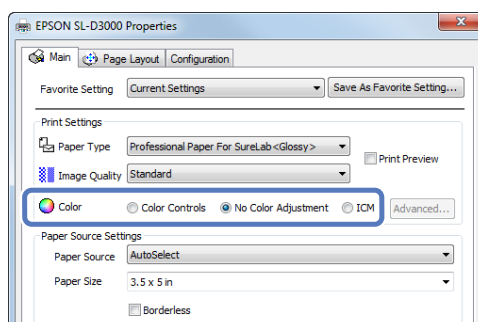 EPSON SL-D3000 Properties
Main Page Layout Configuration
Favorite Setting Current Settings Save As Favorite Setting...
Print Settings
Paper Type Professional Paper For SureLab<Glossy>
Print Preview
Image Quality Standard
Color Color Controls No Color Adjustment ICM Advanced...
Paper Source Settings
Paper Source AutoSelect
Paper Size 3.5 x 5 in
Borderless